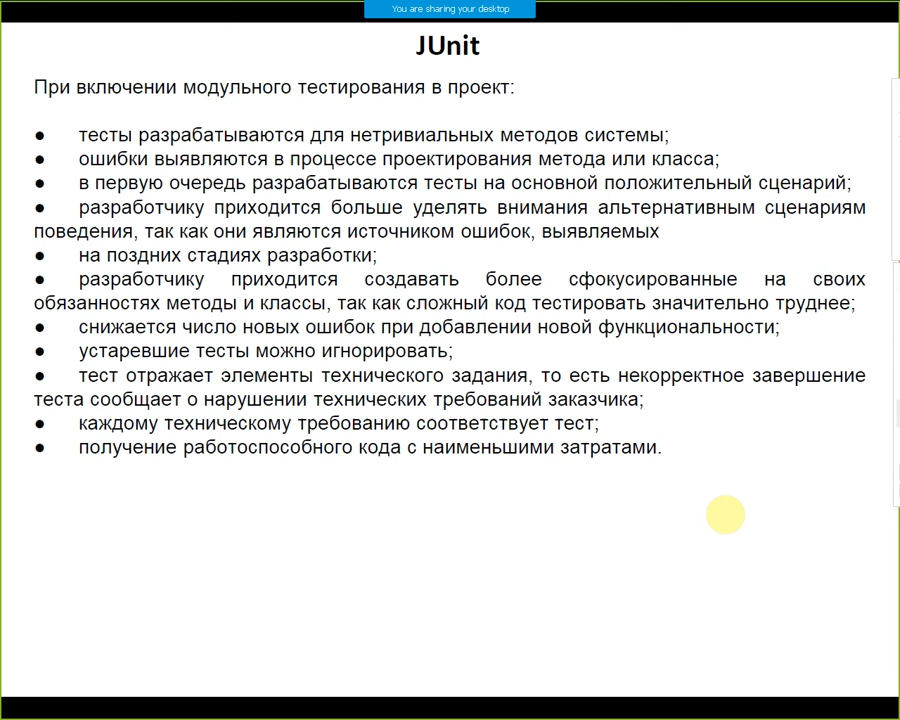 You are sharing your desktop
JUnit
При включении модульного тестирования в проект:
● тесты разрабатываются для нетривиальных методов системы;
● ошибки выявляются в процессе проектирования метода или класса;
● в первую очередь разрабатываются тесты на основной положительный сценарий;
● разработчику приходится больше уделять внимания альтернативным сценариям
поведения, так как они являются источником ошибок, выявляемых
● на поздних стадиях разработки;
● разработчику приходится создавать более сфокусированные на своих
обязанностях методы и классы, так как сложный код тестировать значительно труднее;
● снижается число новых ошибок при добавлении новой функциональности;
● устаревшие тесты можно игнорировать;
● тест отражает элементы технического задания, то есть некорректное завершение
теста сообщает о нарушении технических требований заказчика;
● каждому техническому требованию соответствует тест;
● получение работоспособного кода с наименьшими затратами.